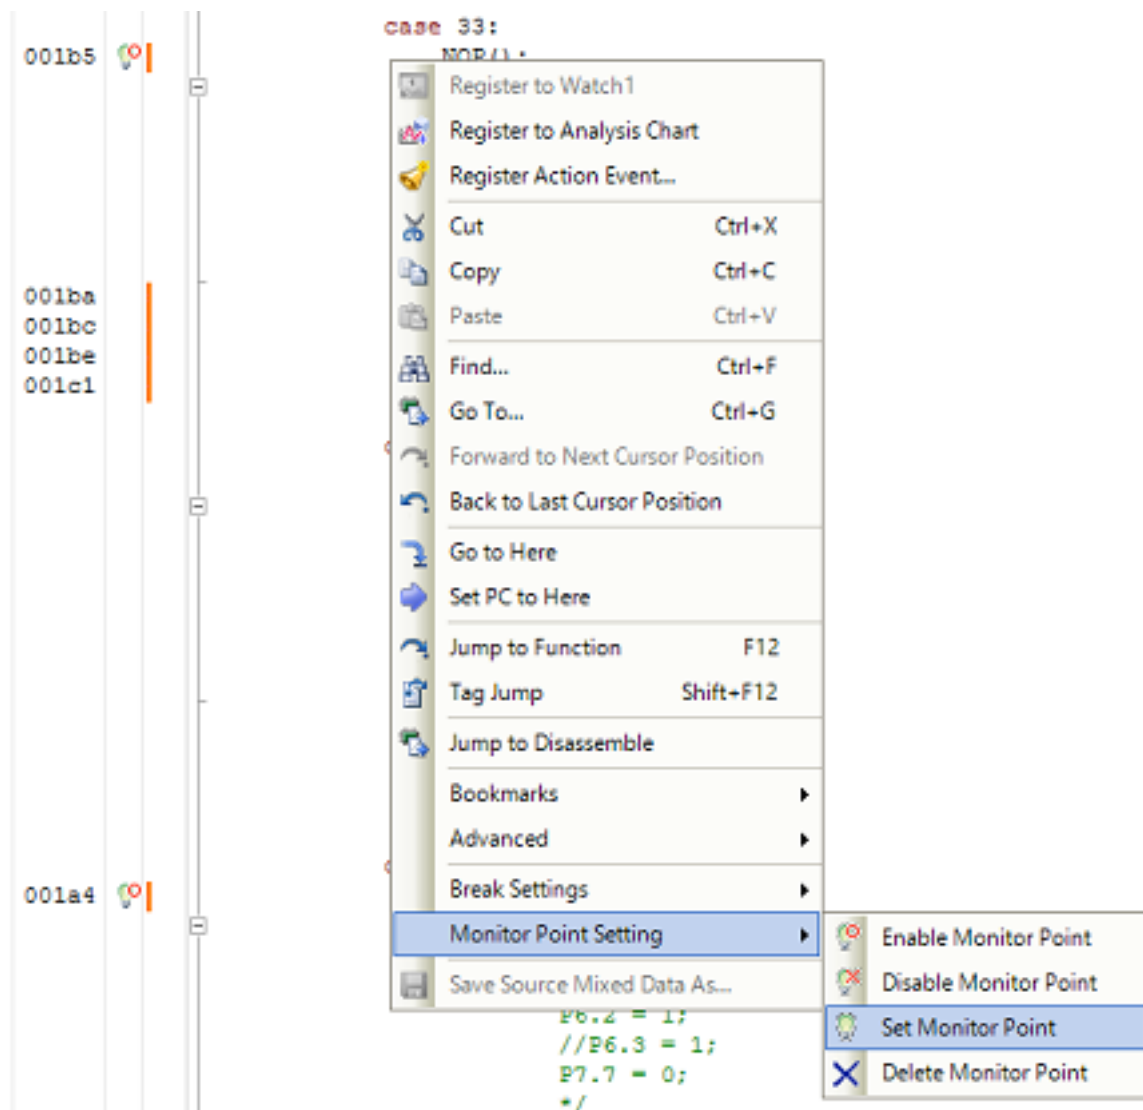 case 33:
001b5 NOP();
Register to Watch1
Register to Analysis Chart
Register Action Event...
Cut Ctrl+X
Copy Ctrl+C
001ba
Paste Ctrl+V
001bc
001be
Find... Ctrl+F
001c1
Go To... Ctrl+G
Forward to Next Cursor Position
Back to Last Cursor Position
Go to Here
Set PC to Here
Jump to Function F12
Tag Jump Shift+F12
Jump to Disassemble
Bookmarks
Advanced
001a4
Break Settings
Monitor Point Setting
Enable Monitor Point
Save Source Mixed Data As...
Disable Monitor Point
P6.2 = 1;
Set Monitor Point
//P6.3 = 1;
P7.7 = 0;
Delete Monitor Point
*/